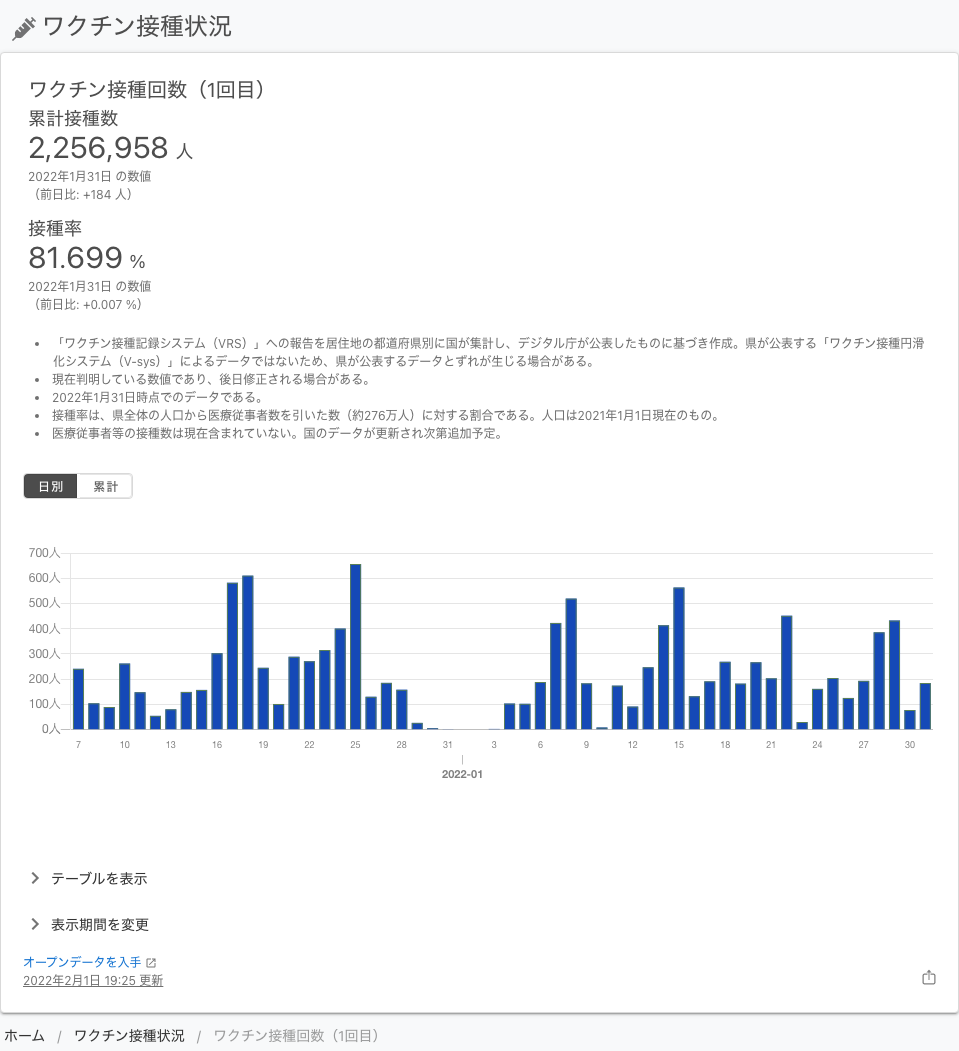 ワクチン接種状況
ワクチン接種回数（1回目）
累計接種数
2,256,958 人
2022年1月31日 の数値
（前日比: +184 人）
接種率
81.699 %
2022年1月31日 の数値
（前日比: +0.007 %）
• 「ワクチン接種記録システム（VRS）」への報告を居住地の都道府県別に国が集計し、デジタル庁が公表したものに基づき作成。県が公表する「ワクチン接種円滑
化システム（V-sys）」によるデータではないため、県が公表するデータとずれが生じる場合がある。
• 現在判明している数値であり、後日修正される場合がある。
• 2022年1月31日時点でのデータである。
• 接種率は、県全体の人口から医療従事者数を引いた数（約276万人）に対する割合である。人口は2021年1月1日現在のもの。
• 医療従事者等の接種数は現在含まれていない。国のデータが更新され次第追加予定。
日別 累計
700人
600人
500人
400人
300人
200人
100人
0人
7 10 13 16 19 22 25 28 31 3 6 9 12 15 18 21 24 27 30
2022-01
テーブルを表示
表示期間を変更
オープンデータを入手
2022年2月1日 19:25 更新
ホーム / ワクチン接種状況 / ワクチン接種回数（1回目）